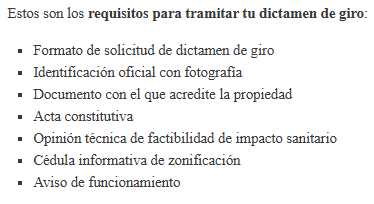 Estos son los requisitos para tramitar tu dictamen de giro:
Formato de solicitud de dictamen de giro
Identificación oficial con fotografía
Documento con el que acredite la propiedad
Acta constitutiva
Opinión técnica de factibilidad de impacto sanitario
Cédula informativa de zonificación
Aviso de funcionamiento